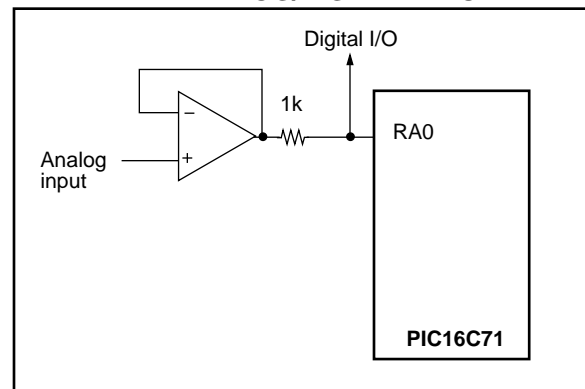 Digital I/O
1k
−
RA0
Analog
input
+
PIC16C71